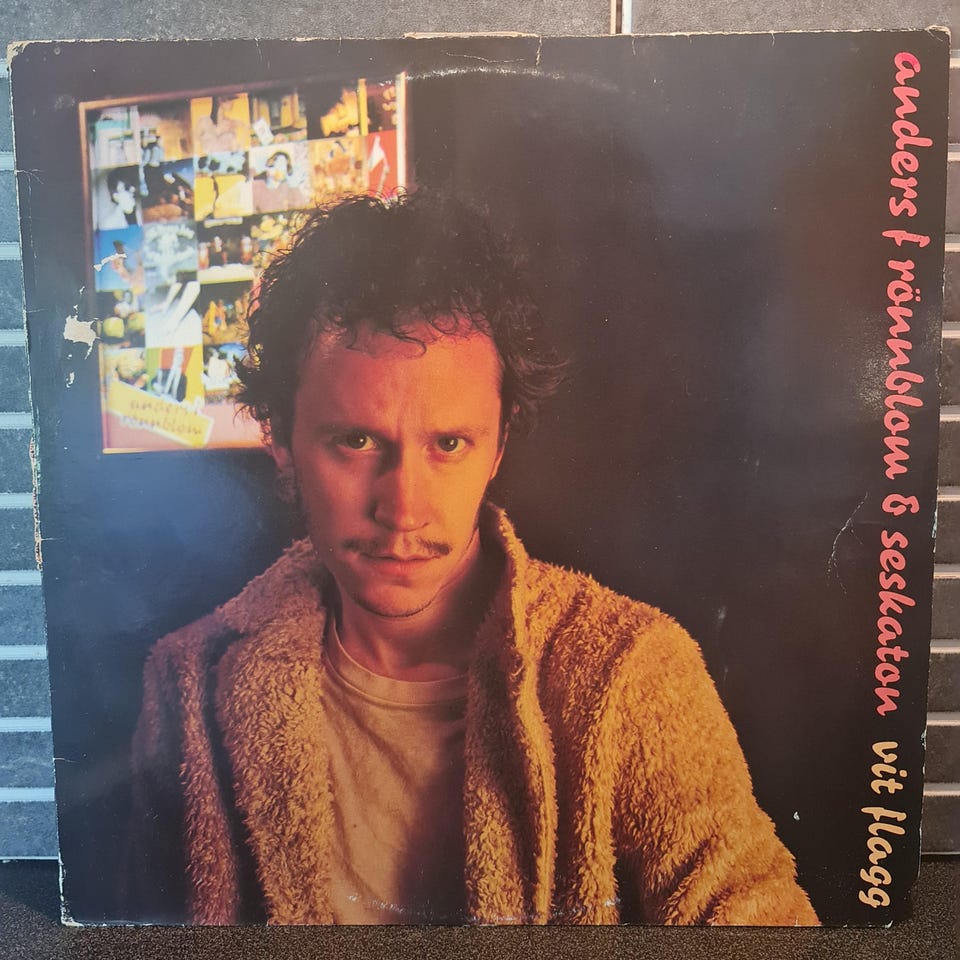 anders f rönnblom & seskaton vit flagg
anders f
rönnblom